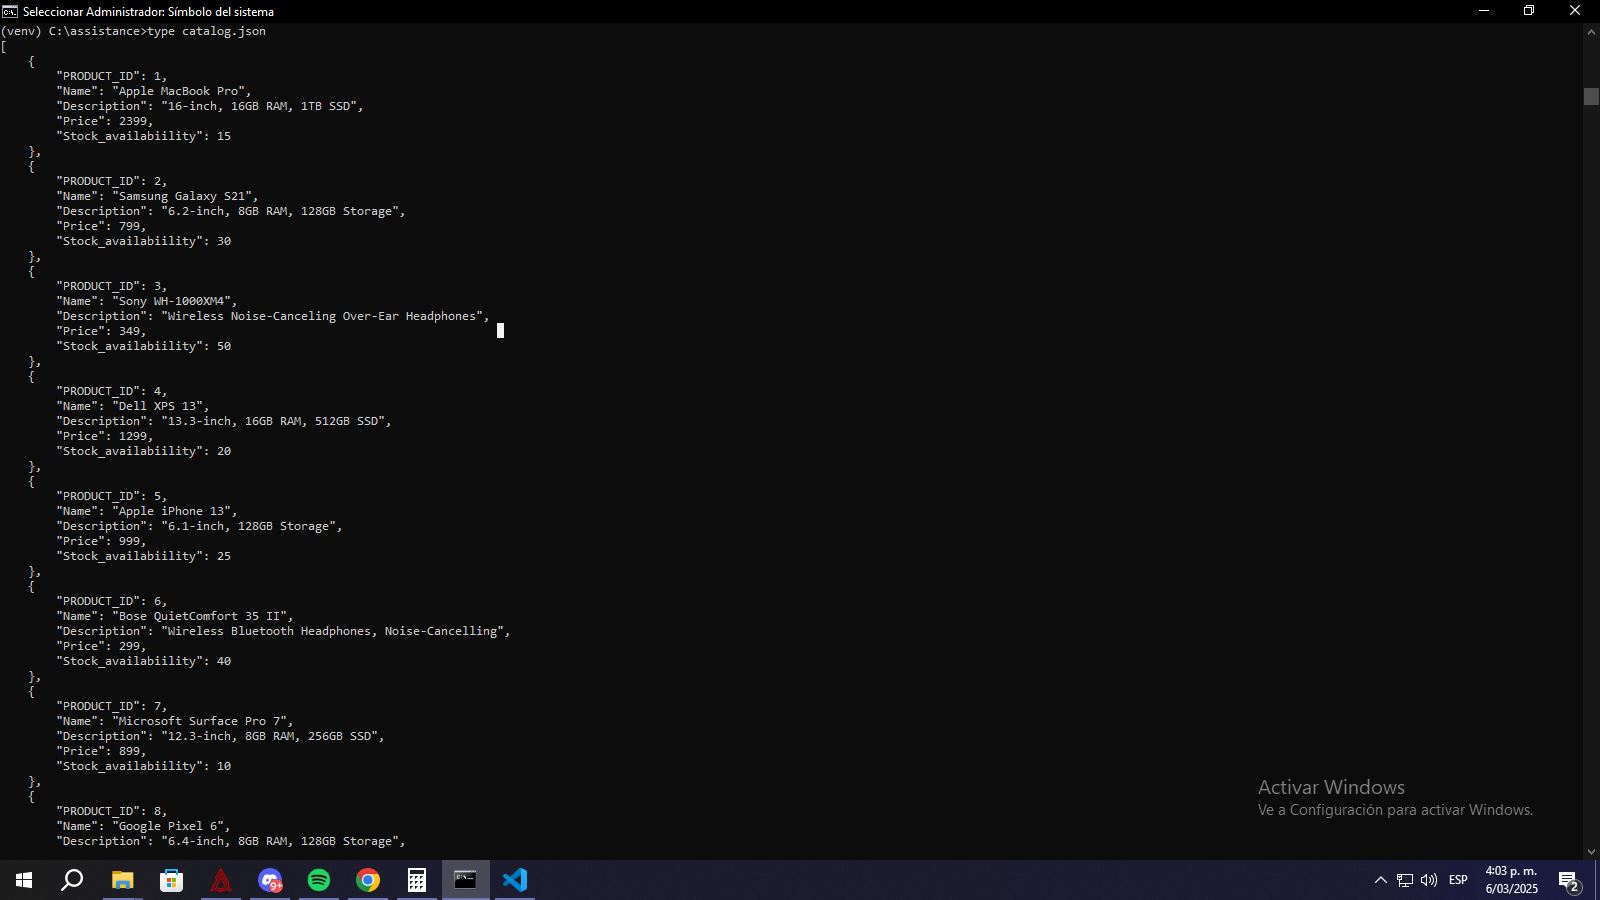 Seleccionar Administrador: Símbolo del sistema
(venv) C:\assistance>type catalog.json
[
    {
        "PRODUCT_ID": 1,
        "Name": "Apple MacBook Pro",
        "Description": "16-inch, 16GB RAM, 1TB SSD",
        "Price": 2399,
        "Stock_availabiility": 15
    },
    {
        "PRODUCT_ID": 2,
        "Name": "Samsung Galaxy S21",
        "Description": "6.2-inch, 8GB RAM, 128GB Storage",
        "Price": 799,
        "Stock_availabiility": 30
    },
    {
        "PRODUCT_ID": 3,
        "Name": "Sony WH-1000XM4",
        "Description": "Wireless Noise-Canceling Over-Ear Headphones",
        "Price": 349,
        "Stock_availabiility": 50
    },
    {
        "PRODUCT_ID": 4,
        "Name": "Dell XPS 13",
        "Description": "13.3-inch, 16GB RAM, 512GB SSD",
        "Price": 1299,
        "Stock_availabiility": 20
    },
    {
        "PRODUCT_ID": 5,
        "Name": "Apple iPhone 13",
        "Description": "6.1-inch, 128GB Storage",
        "Price": 999,
        "Stock_availabiility": 25
    },
    {
        "PRODUCT_ID": 6,
        "Name": "Bose QuietComfort 35 II",
        "Description": "Wireless Bluetooth Headphones, Noise-Cancelling",
        "Price": 299,
        "Stock_availabiility": 40
    },
    {
        "PRODUCT_ID": 7,
        "Name": "Microsoft Surface Pro 7",
        "Description": "12.3-inch, 8GB RAM, 256GB SSD",
        "Price": 899,
        "Stock_availabiility": 10
    },
    {
        "PRODUCT_ID": 8,
        "Name": "Google Pixel 6",
        "Description": "6.4-inch, 8GB RAM, 128GB Storage",
Activar Windows
Ve a Configuración para activar Windows.
9+
ESP
4:03 p. m.
6/03/2025
2